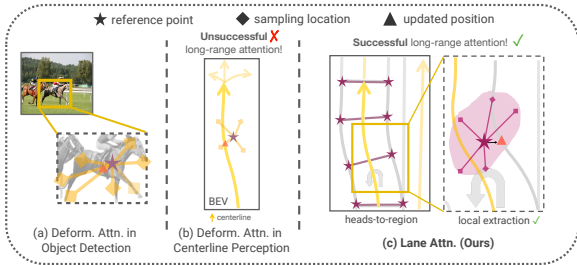 reference point
sampling location
updated position
Unsuccessful ✗
long-range attention!
Successful long-range attention! ✓
BEV
centerline
heads-to-region
local extraction ✓
(a) Deform. Attn. in
Object Detection
(b) Deform. Attn. in
Centerline Perception
(c) Lane Attn. (Ours)